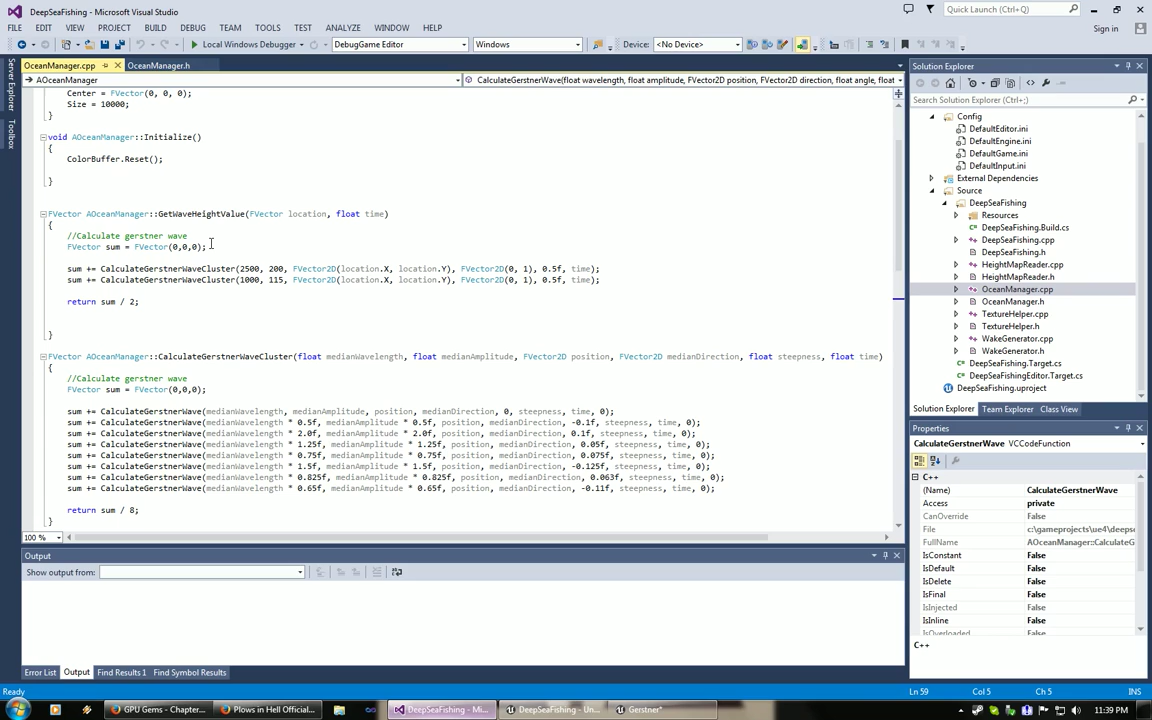 DeepSeaFishing - Microsoft Visual Studio
Quick Launch (Ctrl+;)
FILE EDIT VIEW PROJECT BUILD DEBUG TEAM TOOLS TEST ANALYZE WINDOW HELP
Sign in
Local Windows Debugger DebugGame Editor Windows Device: <No Device>
OceanManager.cpp OceanManager.h
AOceanManager CalculateGerstnerWave(float wavelength, float amplitude, FVector2D position, FVector2D direction, float angle, float
Server Explorer
Toolbox
Center = FVector(0, 0, 0);
Size = 10000;
}
void AOceanManager::Initialize()
{
ColorBuffer.Reset();
}
FVector AOceanManager::GetWaveHeightValue(FVector location, float time)
{
//Calculate gerstner wave
FVector sum = FVector(0,0,0);
sum += CalculateGerstnerWaveCluster(2500, 200, FVector2D(location.X, location.Y), FVector2D(0, 1), 0.5f, time);
sum += CalculateGerstnerWaveCluster(1000, 115, FVector2D(location.X, location.Y), FVector2D(0, 1), 0.5f, time);
return sum / 2;
}
FVector AOceanManager::CalculateGerstnerWaveCluster(float medianWavelength, float medianAmplitude, FVector2D position, FVector2D medianDirection, float steepness, float time)
{
//Calculate gerstner wave
FVector sum = FVector(0,0,0);
sum += CalculateGerstnerWave(medianWavelength, medianAmplitude, position, medianDirection, 0, steepness, time, 0);
sum += CalculateGerstnerWave(medianWavelength * 0.5f, medianAmplitude * 0.5f, position, medianDirection, -0.1f, steepness, time, 0);
sum += CalculateGerstnerWave(medianWavelength * 2.0f, medianAmplitude * 2.0f, position, medianDirection, 0.1f, steepness, time, 0);
sum += CalculateGerstnerWave(medianWavelength * 1.25f, medianAmplitude * 1.25f, position, medianDirection, 0.05f, steepness, time, 0);
sum += CalculateGerstnerWave(medianWavelength * 0.75f, medianAmplitude * 0.75f, position, medianDirection, 0.075f, steepness, time, 0);
sum += CalculateGerstnerWave(medianWavelength * 1.5f, medianAmplitude * 1.5f, position, medianDirection, -0.125f, steepness, time, 0);
sum += CalculateGerstnerWave(medianWavelength * 0.825f, medianAmplitude * 0.825f, position, medianDirection, 0.063f, steepness, time, 0);
sum += CalculateGerstnerWave(medianWavelength * 0.65f, medianAmplitude * 0.65f, position, medianDirection, -0.11f, steepness, time, 0);
return sum / 8;
}
100 %
Output
Show output from:
Error List Output Find Results 1 Find Symbol Results
Solution Explorer
Search Solution Explorer (Ctrl+;)
Config
DefaultEditor.ini
DefaultEngine.ini
DefaultGame.ini
DefaultInput.ini
External Dependencies
Source
DeepSeaFishing
Resources
DeepSeaFishing.Build.cs
DeepSeaFishing.cpp
DeepSeaFishing.h
HeightMapReader.cpp
HeightMapReader.h
OceanManager.cpp
OceanManager.h
TextureHelper.cpp
TextureHelper.h
WakeGenerator.cpp
WakeGenerator.h
DeepSeaFishing.Target.cs
DeepSeaFishingEditor.Target.cs
DeepSeaFishing.uproject
Solution Explorer Team Explorer Class View
Properties
CalculateGerstnerWave VCCodeFunction
C++
(Name) CalculateGerstnerWave
Access private
CanOverride False
File c:\gameprojects\ue4\deeps
FullName AOceanManager::CalculateG
IsConstant False
IsDefault False
IsDelete False
IsFinal False
IsInjected False
IsInline False
IsOverloaded False
C++
Ready Ln 59 Col 5 Ch 5 INS
GPU Gems - Chapter... Plows in Hell Official... DeepSeaFishing - Mi... DeepSeaFishing - Un... Gerstner* 11:39 PM